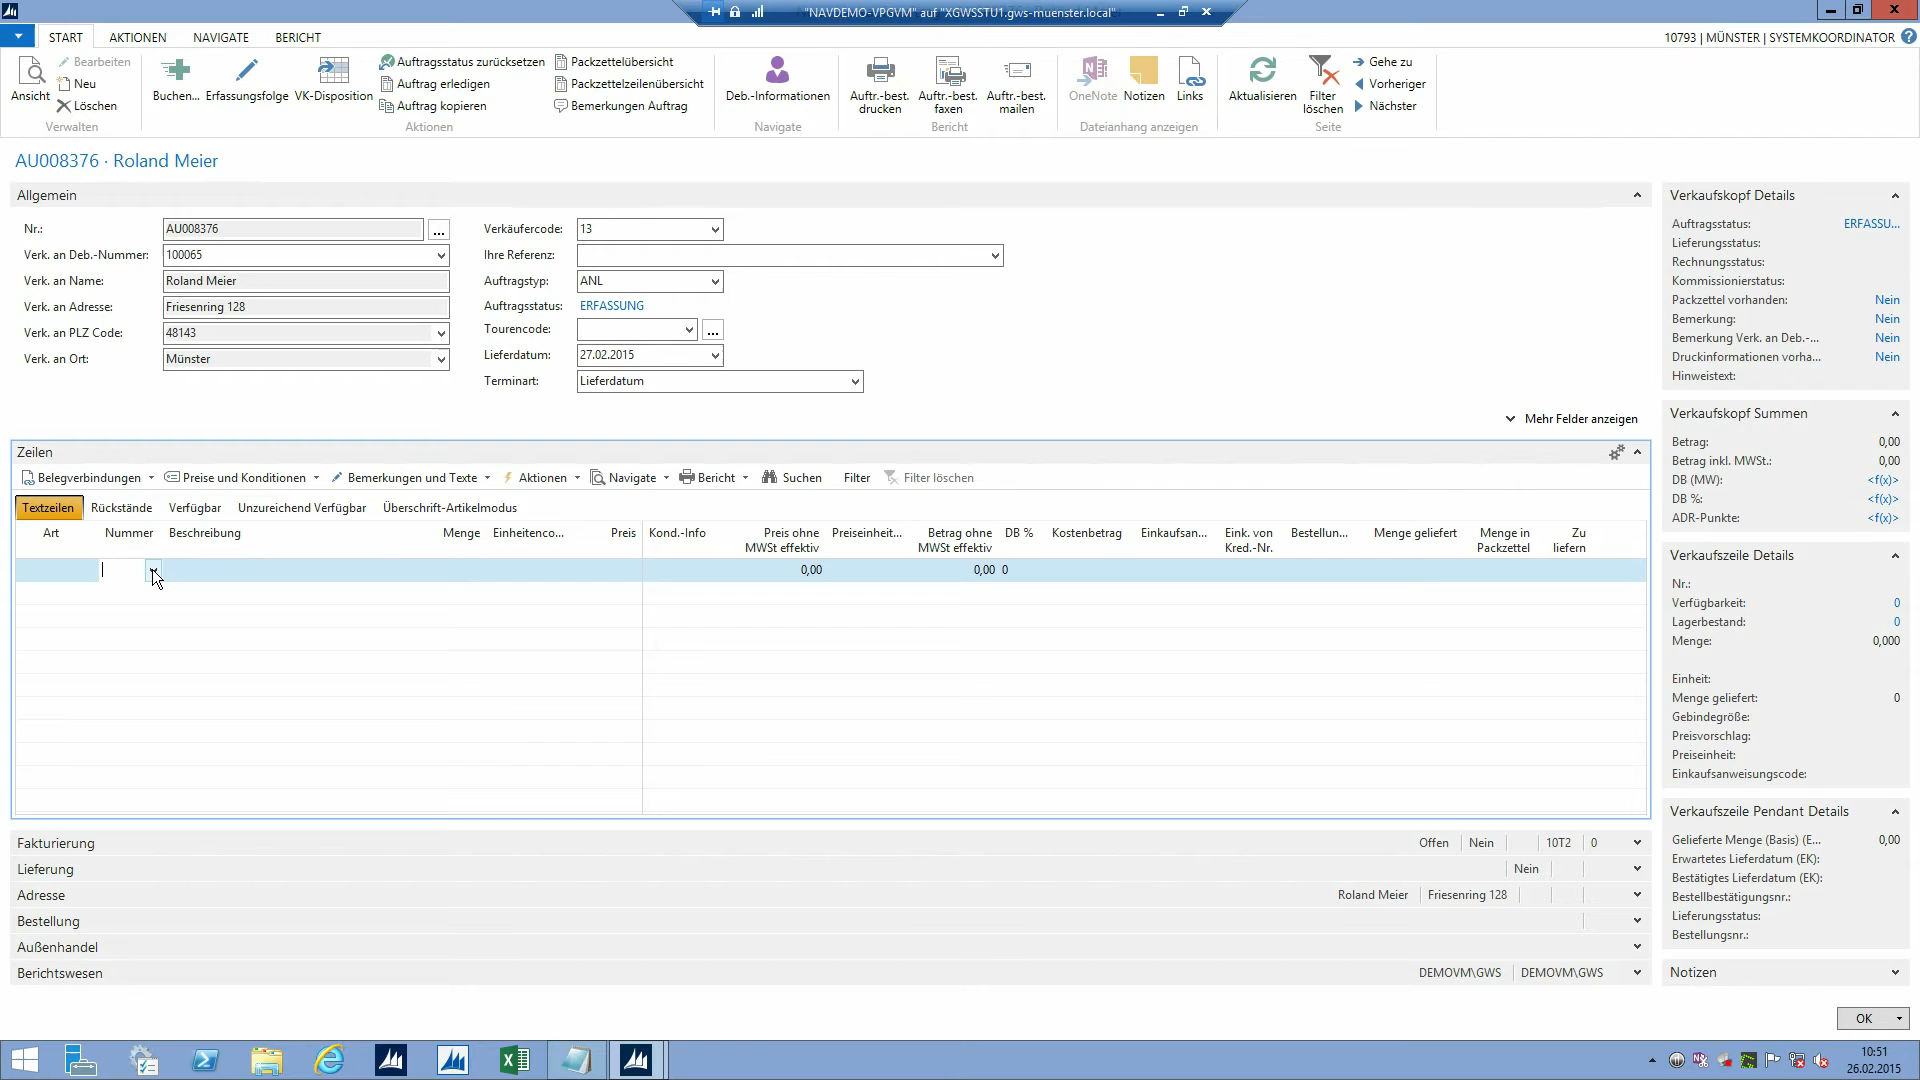 "NAVDEMO-VPGVM" auf "XGWSSTU1.gws-muenster.local"
START AKTIONEN NAVIGATE BERICHT
10793 | MÜNSTER | SYSTEMKOORDINATOR
Ansicht
Bearbeiten
Neu
Löschen
Verwalten
Buchen...
Erfassungsfolge
VK-Disposition
Auftragsstatus zurücksetzen
Auftrag erledigen
Auftrag kopieren
Packzettelübersicht
Packzettelzeilenübersicht
Bemerkungen Auftrag
Aktionen
Deb.-Informationen
Navigate
Auftr.-best. drucken
Auftr.-best. faxen
Auftr.-best. mailen
Bericht
OneNote
Notizen
Links
Dateianhang anzeigen
Aktualisieren
Filter löschen
Gehe zu
Vorheriger
Nächster
Seite
AU008376 · Roland Meier
Allgemein
Nr.: AU008376 ...
Verk. an Deb.-Nummer: 100065
Verk. an Name: Roland Meier
Verk. an Adresse: Friesenring 128
Verk. an PLZ Code: 48143
Verk. an Ort: Münster
Verkäufercode: 13
Ihre Referenz:
Auftragstyp: ANL
Auftragsstatus: ERFASSUNG
Tourencode: ...
Lieferdatum: 27.02.2015
Terminart: Lieferdatum
Mehr Felder anzeigen
Zeilen
Belegverbindungen Preise und Konditionen Bemerkungen und Texte Aktionen Navigate Bericht Suchen Filter Filter löschen
Textzeilen Rückstände Verfügbar Unzureichend Verfügbar Überschrift-Artikelmodus
Art Nummer Beschreibung Menge Einheitenco... Preis Kond.-Info Preis ohne MWSt effektiv Preiseinheit... Betrag ohne MWSt effektiv DB % Kostenbetrag Einkaufsan... Eink. von Kred.-Nr. Bestellun... Menge geliefert Menge in Packzettel Zu liefern
0,00 0,00 0
Fakturierung Offen Nein 10T2 0
Lieferung Nein
Adresse Roland Meier Friesenring 128
Bestellung
Außenhandel
Berichtswesen DEMOVM\GWS DEMOVM\GWS
Verkaufskopf Details
Auftragsstatus: ERFASSU...
Lieferungsstatus:
Rechnungsstatus:
Kommissionierstatus:
Packzettel vorhanden: Nein
Bemerkung: Nein
Bemerkung Verk. an Deb.-... Nein
Druckinformationen vorha... Nein
Hinweistext:
Verkaufskopf Summen
Betrag: 0,00
Betrag inkl. MWSt.: 0,00
DB (MW): <f(x)>
DB %: <f(x)>
ADR-Punkte: <f(x)>
Verkaufszeile Details
Nr.:
Verfügbarkeit: 0
Lagerbestand: 0
Menge: 0,000
Einheit:
Menge geliefert: 0
Gebindegröße:
Preisvorschlag:
Preiseinheit:
Einkaufsanweisungscode:
Verkaufszeile Pendant Details
Gelieferte Menge (Basis) (E... 0,00
Erwartetes Lieferdatum (EK):
Bestätigtes Lieferdatum (EK):
Bestellbestätigungsnr.:
Lieferungsstatus:
Bestellungsnr.:
Notizen
OK
10:51
26.02.2015